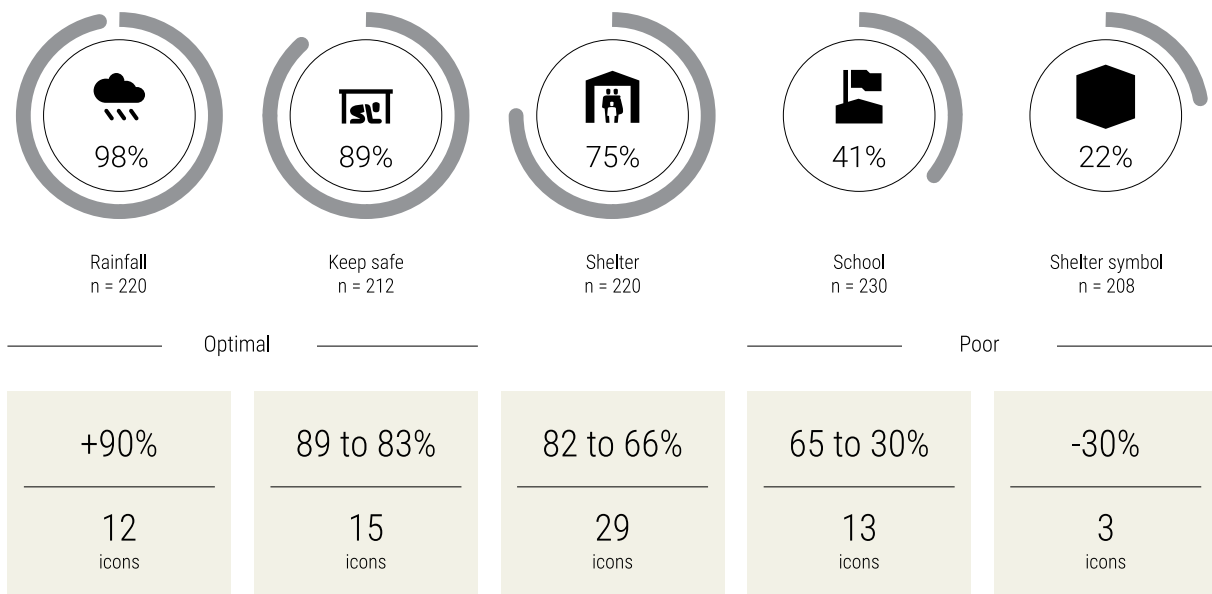 98%
89%
75%
41%
22%
Rainfall
n = 220
Keep safe
n = 212
Shelter
n = 220
School
n = 230
Shelter symbol
n = 208
Optimal
Poor
+90%
12
icons
89 to 83%
15
icons
82 to 66%
29
icons
65 to 30%
13
icons
-30%
3
icons